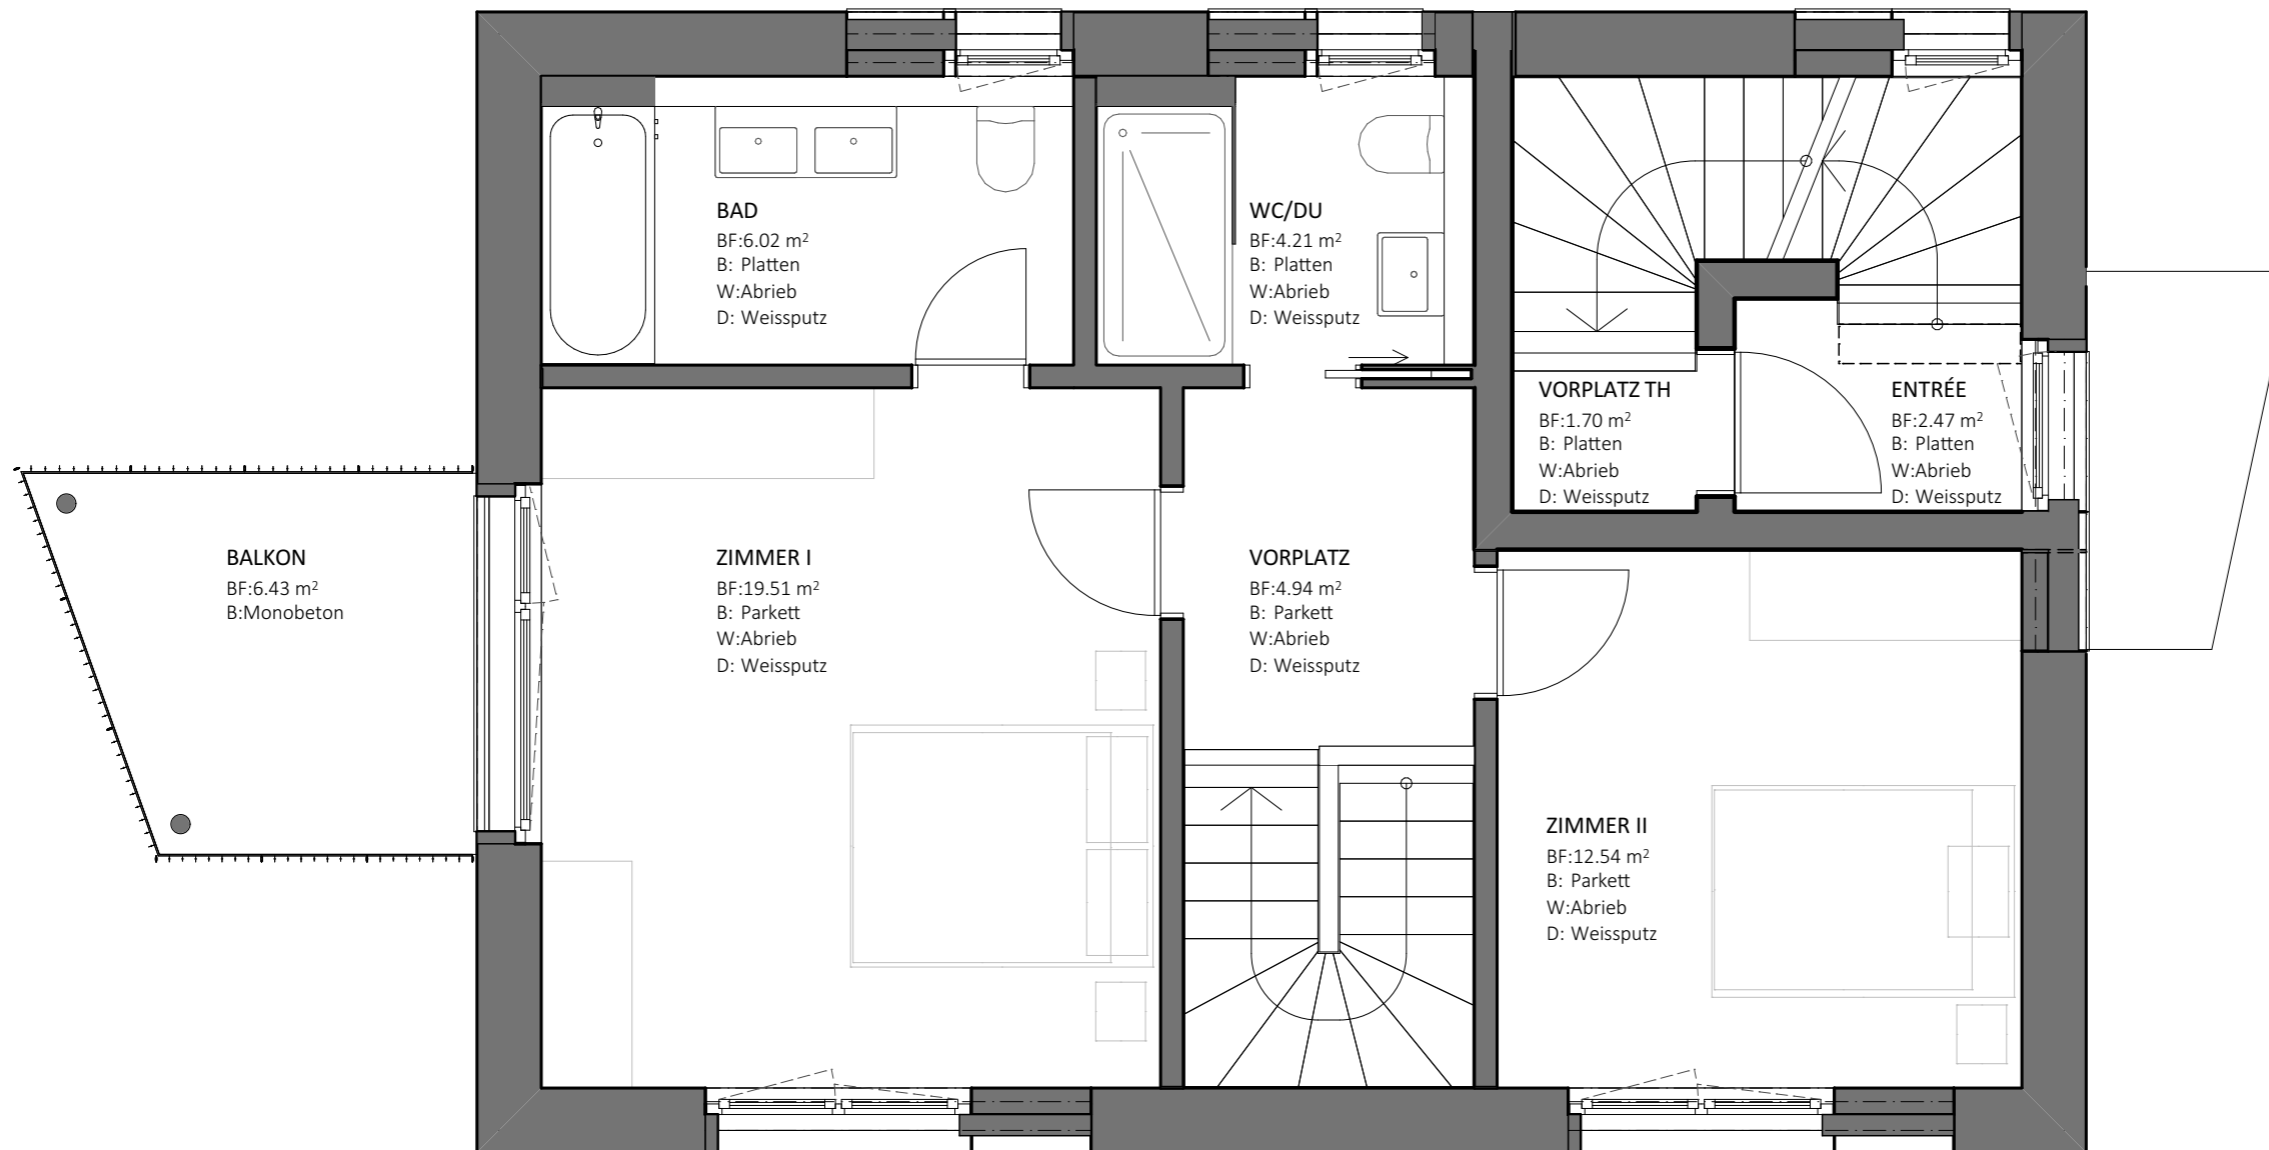 BAD
BF:6.02 m²
B: Platten
W:Abrieb
D: Weissputz
WC/DU
BF:4.21 m²
B: Platten
W:Abrieb
D: Weissputz
VORPLATZ TH
BF:1.70 m²
B: Platten
W:Abrieb
D: Weissputz
ENTRÉE
BF:2.47 m²
B: Platten
W:Abrieb
D: Weissputz
BALKON
BF:6.43 m²
B:Monobeton
ZIMMER I
BF:19.51 m²
B: Parkett
W:Abrieb
D: Weissputz
VORPLATZ
BF:4.94 m²
B: Parkett
W:Abrieb
D: Weissputz
ZIMMER II
BF:12.54 m²
B: Parkett
W:Abrieb
D: Weissputz